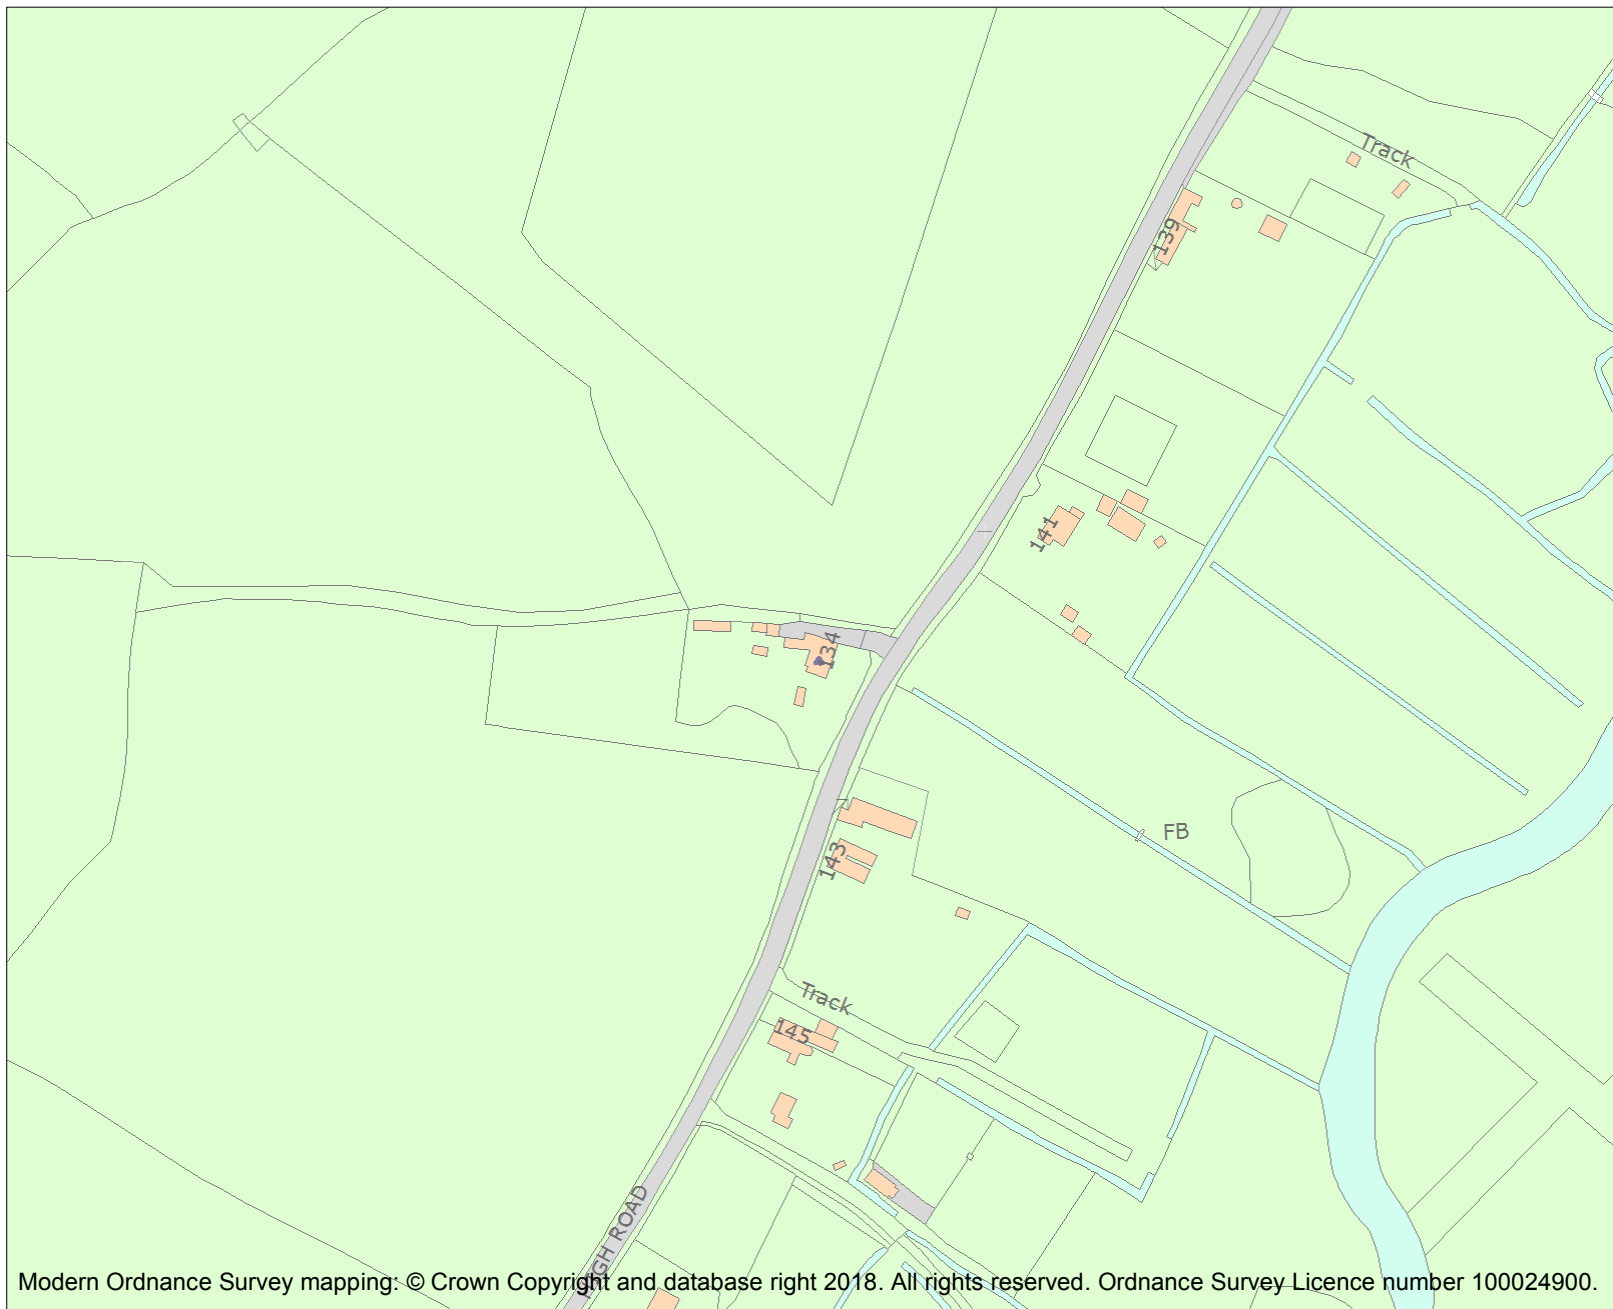 Track
139
141
134
FB
143
Track
145
HIGH ROAD
Modern Ordnance Survey mapping: © Crown Copyright and database right 2018. All rights reserved. Ordnance Survey Licence number 100024900.